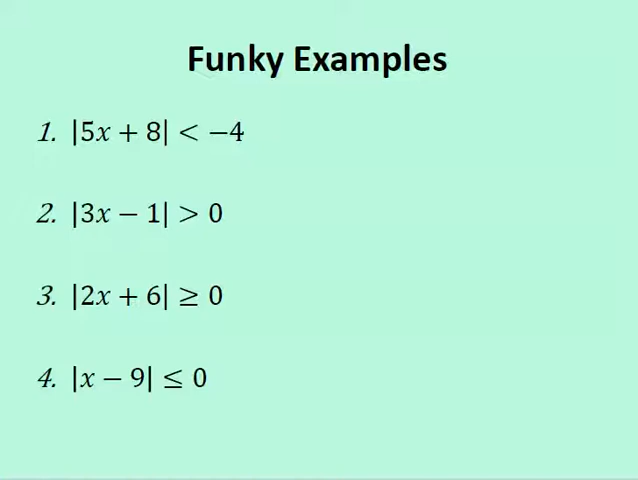 Funky Examples
1. |5x + 8| < −4
2. |3x − 1| > 0
3. |2x + 6| ≥ 0
4. |x − 9| ≤ 0